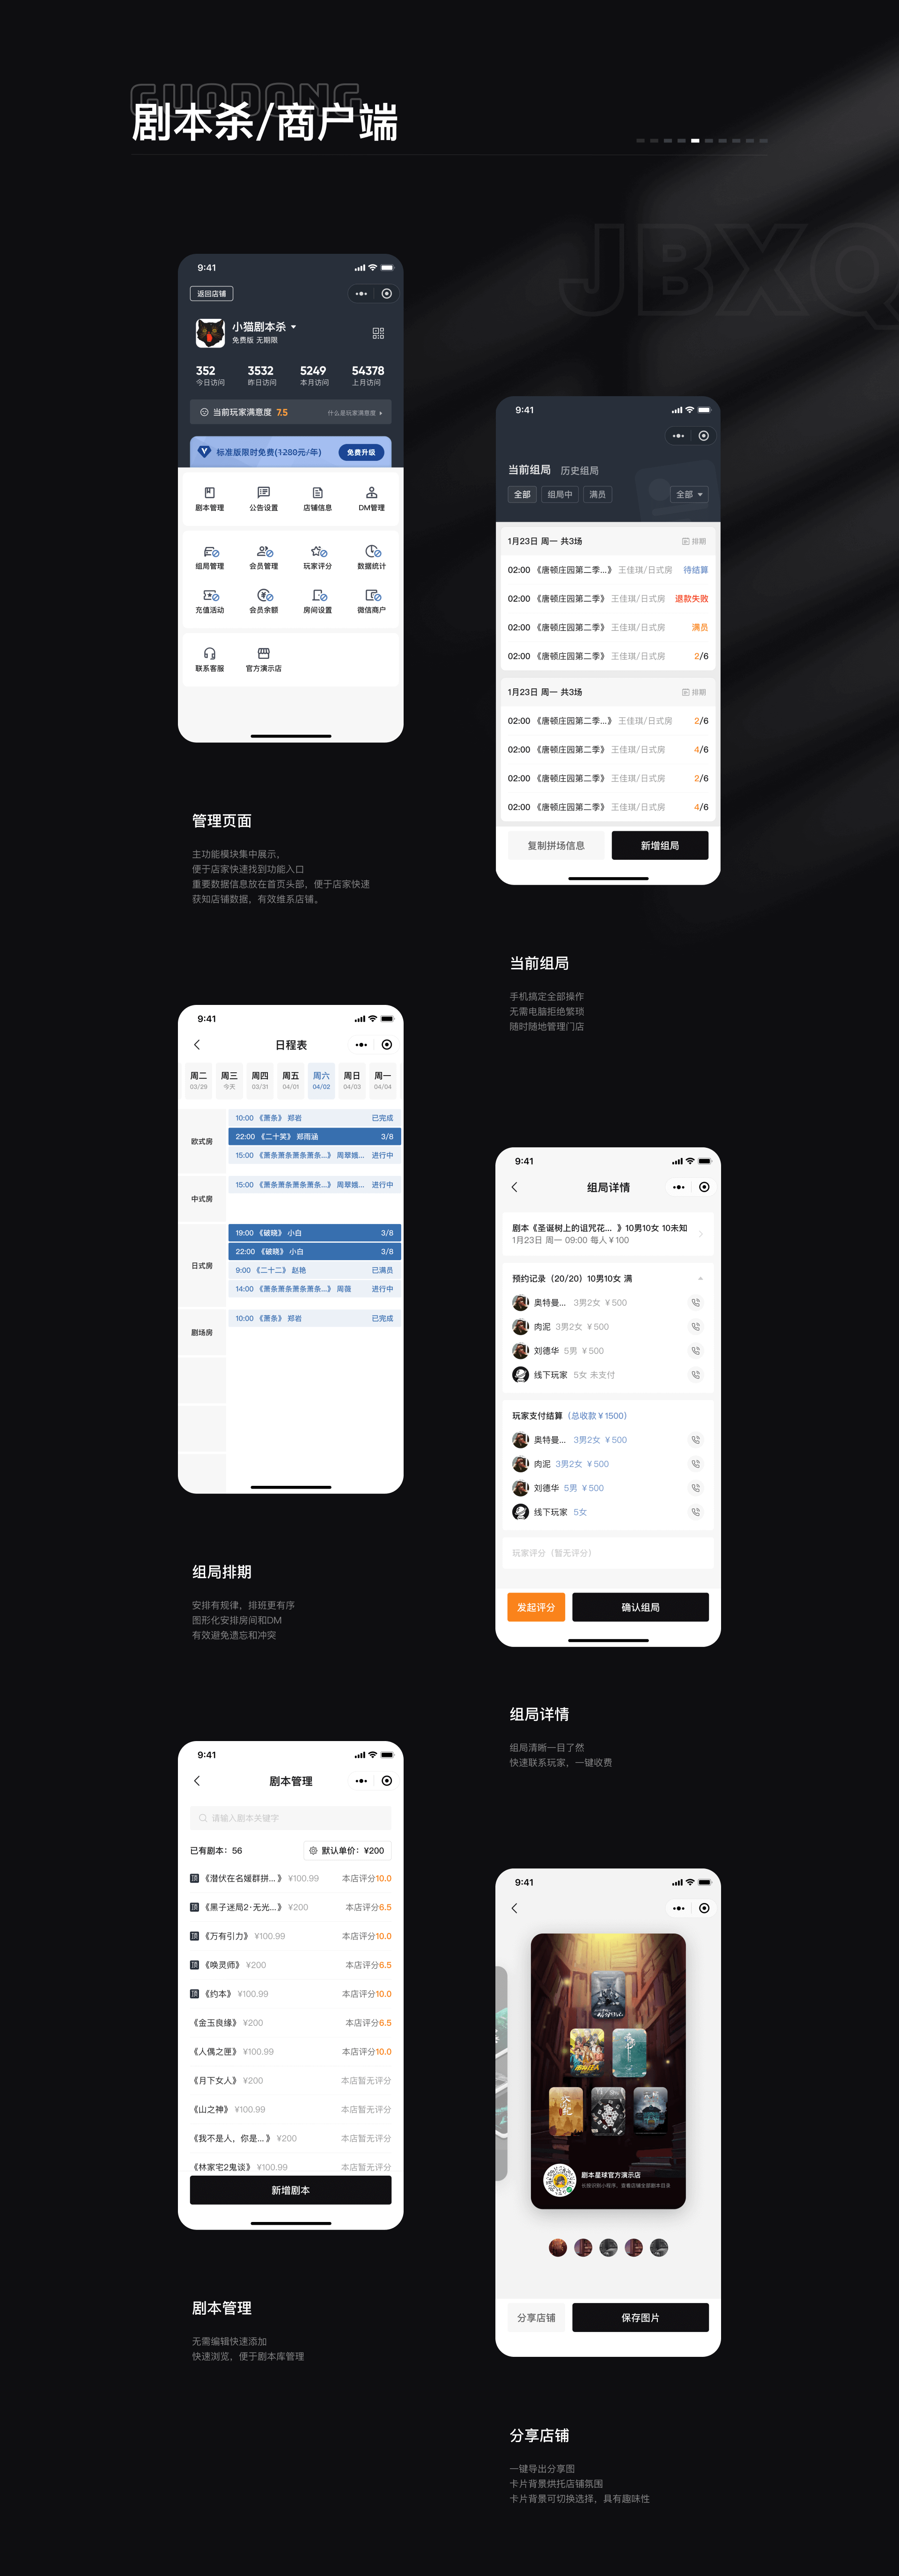 GUODONG
剧本杀/商户端
JBXQ
9:41
返回店铺
小猫剧本杀
免费版 无期限
352 3532 5249 54378
今日访问 昨日访问 本月访问 上月访问
当前玩家满意度 7.5 什么是玩家满意度
标准版限时免费(1280元/年) 免费升级
剧本管理 公告设置 店铺信息 DM管理
组局管理 会员管理 玩家评分 数据统计
充值活动 会员余额 房间设置 微信商户
联系客服 官方演示店
管理页面
主功能模块集中展示,
便于店家快速找到功能入口
重要数据信息放在首页头部，便于店家快速
获知店铺数据，有效维系店铺。
9:41
当前组局 历史组局
全部 组局中 满员 全部
1月23日 周一 共3场 排期
02:00 《唐顿庄园第二季...》 王佳琪/日式房 待结算
02:00 《唐顿庄园第二季》 王佳琪/日式房 退款失败
02:00 《唐顿庄园第二季》 王佳琪/日式房 满员
02:00 《唐顿庄园第二季》 王佳琪/日式房 2/6
1月23日 周一 共3场 排期
02:00 《唐顿庄园第二季...》 王佳琪/日式房 2/6
02:00 《唐顿庄园第二季》 王佳琪/日式房 4/6
02:00 《唐顿庄园第二季》 王佳琪/日式房 2/6
02:00 《唐顿庄园第二季》 王佳琪/日式房 4/6
复制拼场信息 新增组局
当前组局
手机搞定全部操作
无需电脑拒绝繁琐
随时随地管理门店
9:41
日程表
周二 周三 周四 周五 周六 周日 周一
03/29 今天 03/31 04/01 04/02 04/03 04/04
欧式房
10:00 《萧条》 郑岩 已完成
22:00 《二十笑》 郑雨涵 3/8
15:00 《萧条萧条萧条萧条...》 周翠娥... 进行中
中式房
15:00 《萧条萧条萧条萧条...》 周翠娥... 进行中
日式房
19:00 《破晓》 小白 3/8
22:00 《破晓》 小白 3/8
9:00 《二十二》 赵艳 已满员
14:00 《萧条萧条萧条萧条...》 周薇 进行中
剧场房
10:00 《萧条》 郑岩 已完成
组局排期
安排有规律，排班更有序
图形化安排房间和DM
有效避免遗忘和冲突
9:41
组局详情
剧本《圣诞树上的诅咒花... 》10男10女 10未知
1月23日 周一 09:00 每人￥100
预约记录（20/20）10男10女 满
奥特曼... 3男2女 ￥500
肉泥 3男2女 ￥500
刘德华 5男 ￥500
线下玩家 5女 未支付
玩家支付结算（总收款￥1500）
奥特曼... 3男2女 ￥500
肉泥 3男2女 ￥500
刘德华 5男 ￥500
线下玩家 5女
玩家评分（暂无评分）
发起评分 确认组局
组局详情
组局清晰一目了然
快速联系玩家，一键收费
9:41
剧本管理
请输入剧本关键字
已有剧本：56 默认单价：¥200
顶 《潜伏在名媛群拼...》 ¥100.99 本店评分10.0
顶 《黑子迷局2·无光...》 ¥200 本店评分6.5
顶 《万有引力》 ¥100.99 本店评分10.0
顶 《唤灵师》 ¥200 本店评分6.5
顶 《约本》 ¥100.99 本店评分10.0
《金玉良缘》 ¥200 本店评分6.5
《人偶之匣》 ¥100.99 本店评分10.0
《月下女人》 ¥200 本店暂无评分
《山之神》 ¥100.99 本店暂无评分
《我不是人，你是...》 ¥200 本店暂无评分
《林家宅2鬼谈》 ¥100.99 本店暂无评分
新增剧本
剧本管理
无需编辑快速添加
快速浏览，便于剧本库管理
9:41
剧本星球官方演示店
长按识别小程序，查看店铺全部剧本目录
分享店铺 保存图片
分享店铺
一键导出分享图
卡片背景烘托店铺氛围
卡片背景可切换选择，具有趣味性